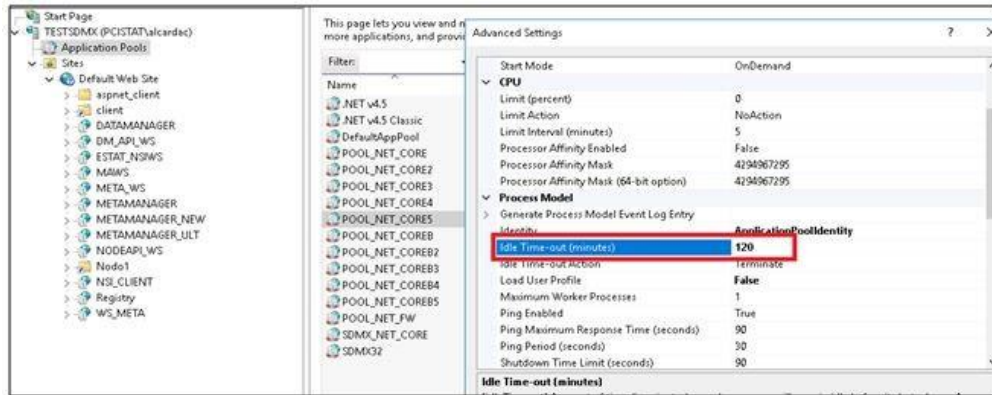 Start Page
TESTSDMX (PCISTAT\alcardac)
Application Pools
Sites
Default Web Site
aspnet_client
client
DATAMANAGER
DM_API_WS
ESTAT_NSIWS
MAWS
META_WS
METAMANAGER
METAMANAGER_NEW
METAMANAGER_ULT
NODEAPI_WS
Nodo1
NSI_CLIENT
Registry
WS_META
This page lets you view and
more applications, and
Filter:
Name
.NET v4.5
.NET v4.5 Classic
DefaultAppPool
POOL_NET_CORE
POOL_NET_CORE2
POOL_NET_CORE3
POOL_NET_CORE4
POOL_NET_CORE5
POOL_NET_COREB
POOL_NET_COREB2
POOL_NET_COREB3
POOL_NET_COREB4
POOL_NET_COREB5
POOL_NET_FW
SDMX_NET_CORE
SDMX32
Advanced Settings ? X
Start Mode OnDemand
CPU
Limit (percent) 0
Limit Action NoAction
Limit Interval (minutes) 5
Processor Affinity Enabled False
Processor Affinity Mask 4294967295
Processor Affinity Mask (64-bit option) 4294967295
Process Model
Generate Process Model Event Log Entry
Identity ApplicationPoolIdentity
Idle Time-out (minutes) 120
Idle Time-out Action Terminate
Load User Profile False
Maximum Worker Processes 1
Ping Enabled True
Ping Maximum Response Time (seconds) 90
Ping Period (seconds) 30
Shutdown Time Limit (seconds) 90
Idle Time-out (minutes)